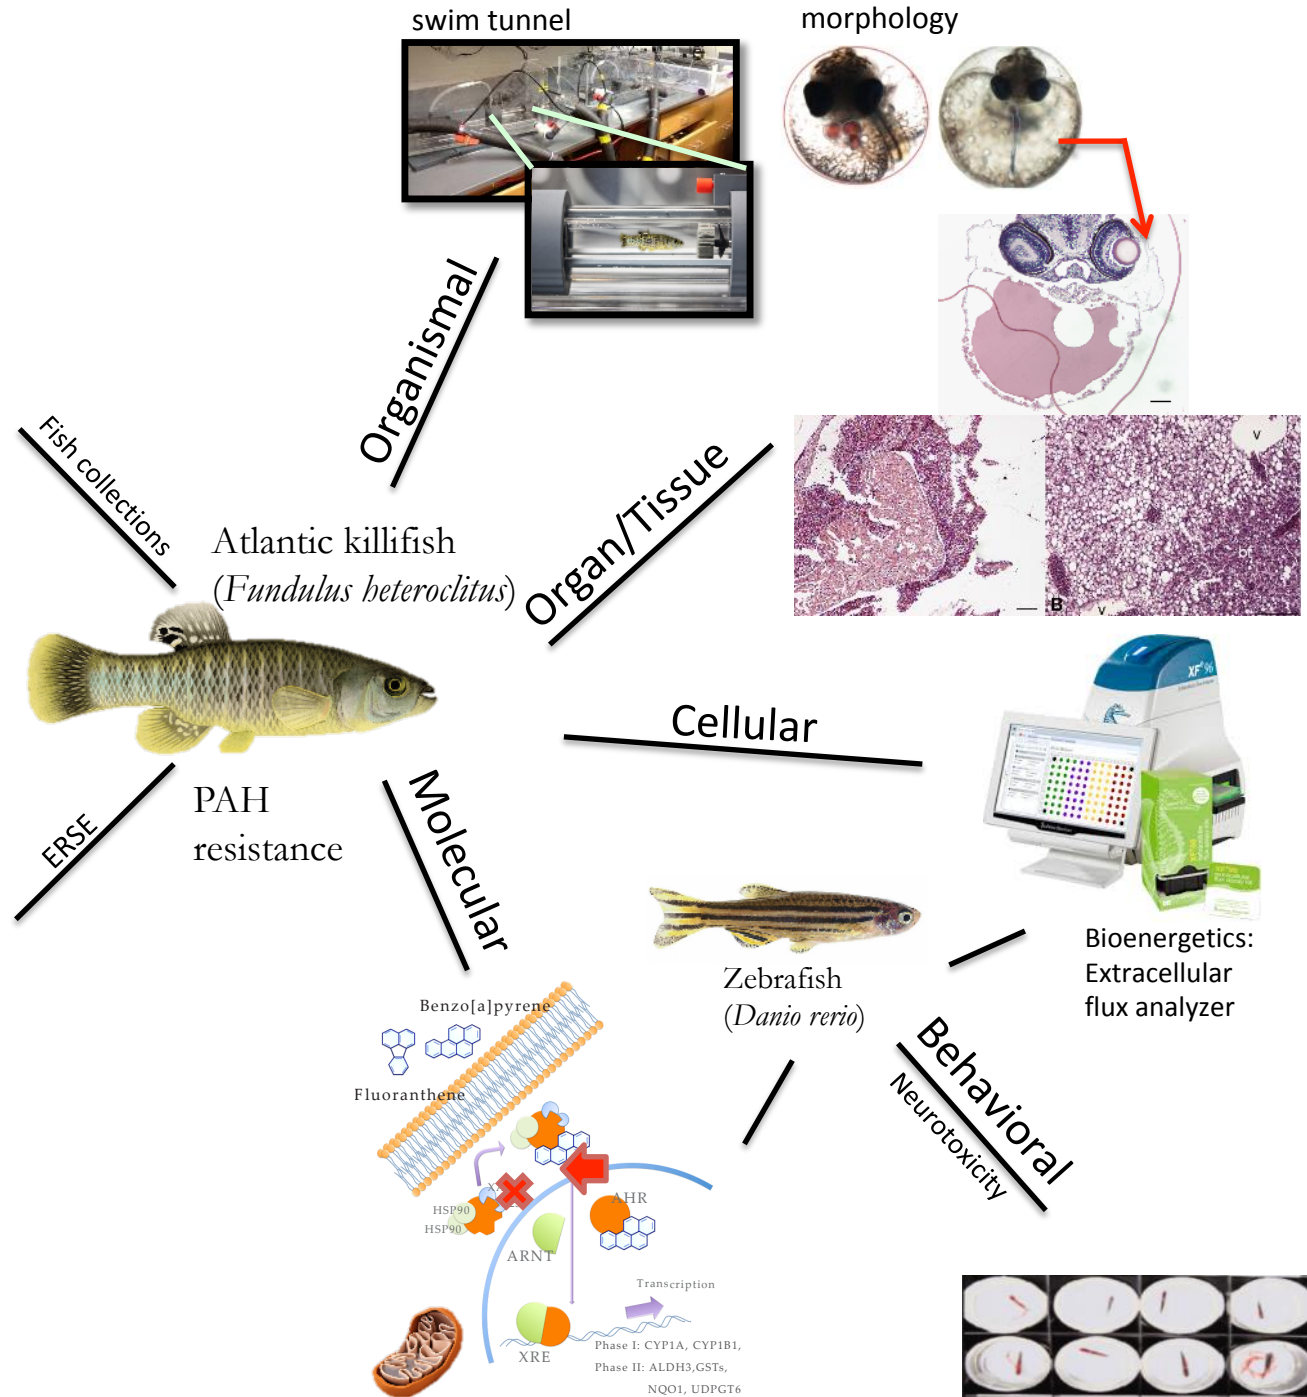 swim tunnel
morphology
Organismal
Fish collections
Organ/Tissue
Atlantic killifish
(Fundulus heteroclitus)
V
bt
B
V
XFe96
Cellular
Molecular
PAH
resistance
ERSE
Bioenergetics:
Extracellular
flux analyzer
Zebrafish
(Danio rerio)
Behavioral
Neurotoxicity
Benzo[a]pyrene
Fluoranthene
HSP90
HSP90
AHR
ARNT
Transcription
XRE
Phase I: CYP1A, CYP1B1,
Phase II: ALDH3,GSTs,
NQO1, UDPGT6